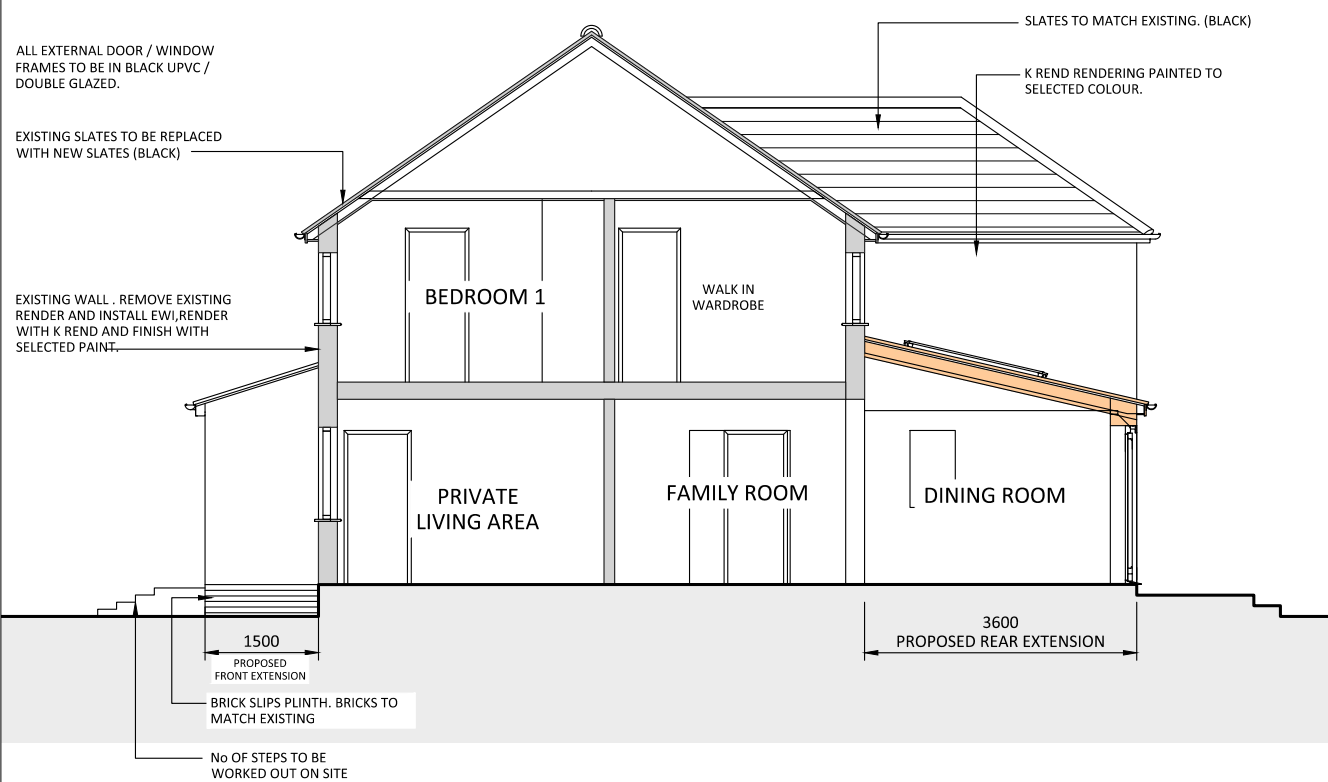 SLATES TO MATCH EXISTING. (BLACK)
ALL EXTERNAL DOOR / WINDOW
FRAMES TO BE IN BLACK UPVC /
DOUBLE GLAZED.
K REND RENDERING PAINTED TO
SELECTED COLOUR.
EXISTING SLATES TO BE REPLACED
WITH NEW SLATES (BLACK)
EXISTING WALL . REMOVE EXISTING
RENDER AND INSTALL EWI,RENDER
WITH K REND AND FINISH WITH
SELECTED PAINT.
BEDROOM 1
WALK IN
WARDROBE
PRIVATE
LIVING AREA
FAMILY ROOM
DINING ROOM
1500
PROPOSED
FRONT EXTENSION
3600
PROPOSED REAR EXTENSION
BRICK SLIPS PLINTH. BRICKS TO
MATCH EXISTING
No OF STEPS TO BE
WORKED OUT ON SITE